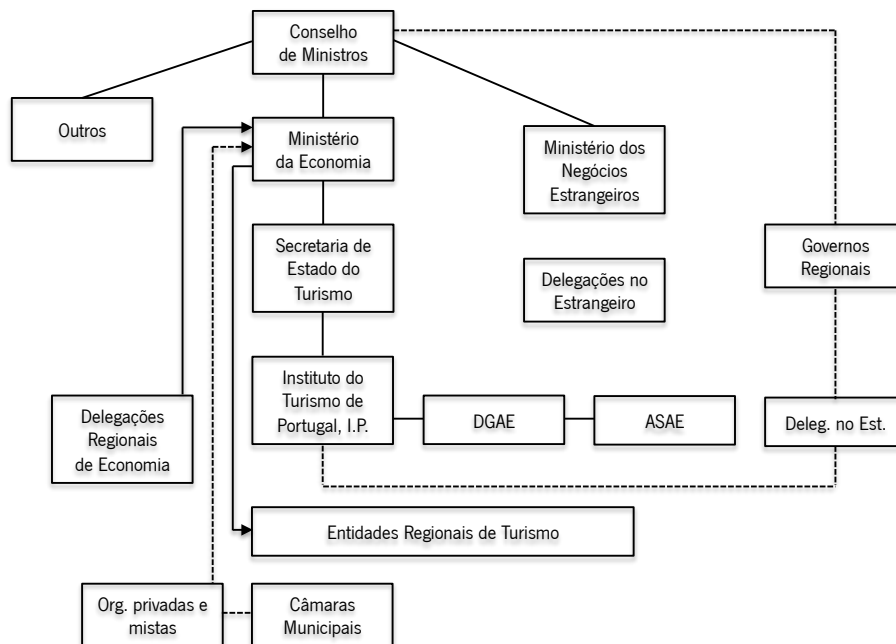 Conselho
de Ministros
Outros
Ministério
da Economia
Ministério dos
Negócios
Estrangeiros
Secretaria de
Estado do
Turismo
Governos
Regionais
Delegações no
Estrangeiro
Instituto do
Turismo de
Portugal, I.P.
DGAE
ASAE
Deleg. no Est.
Delegações
Regionais
de Economia
Entidades Regionais de Turismo
Org. privadas e
mistas
Câmaras
Municipais